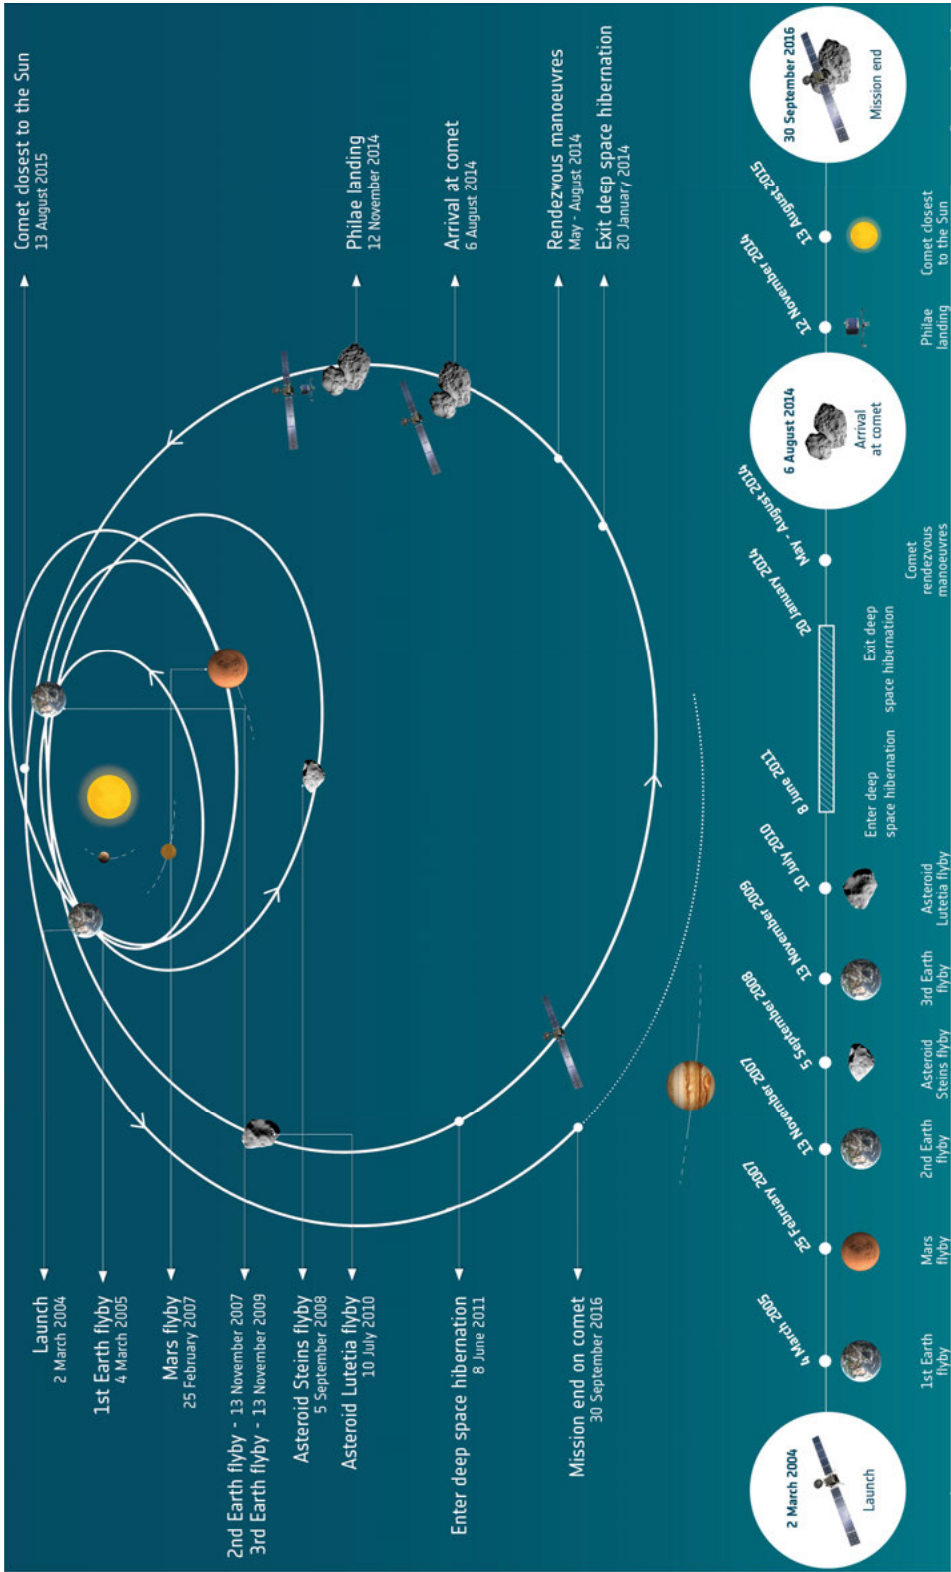 Launch
2 March 2004
1st Earth flyby
4 March 2005
Mars flyby
25 February 2007
2nd Earth flyby - 13 November 2007
3rd Earth flyby - 13 November 2009
Asteroid Steins flyby
5 September 2008
Asteroid Lutetia flyby
10 July 2010
Enter deep space hibernation
8 June 2011
Mission end on comet
30 September 2016
Comet closest to the Sun
13 August 2015
Philae landing
12 November 2014
Arrival at comet
6 August 2014
Rendezvous manoeuvres
May - August 2014
Exit deep space hibernation
20 January 2014
2 March 2004
Launch
4 March 2005
1st Earth
flyby
25 February 2007
Mars
flyby
13 November 2007
2nd Earth
flyby
5 September 2008
Asteroid
Steins flyby
13 November 2009
3rd Earth
flyby
10 July 2010
Asteroid
Lutetia flyby
8 June 2011
Enter deep
space hibernation
20 January 2014
Exit deep
space hibernation
May - August 2014
Comet
rendezvous
manoeuvres
6 August 2014
Arrival
at comet
12 November 2014
Philae
landing
13 August 2015
Comet closest
to the Sun
30 September 2016
Mission end